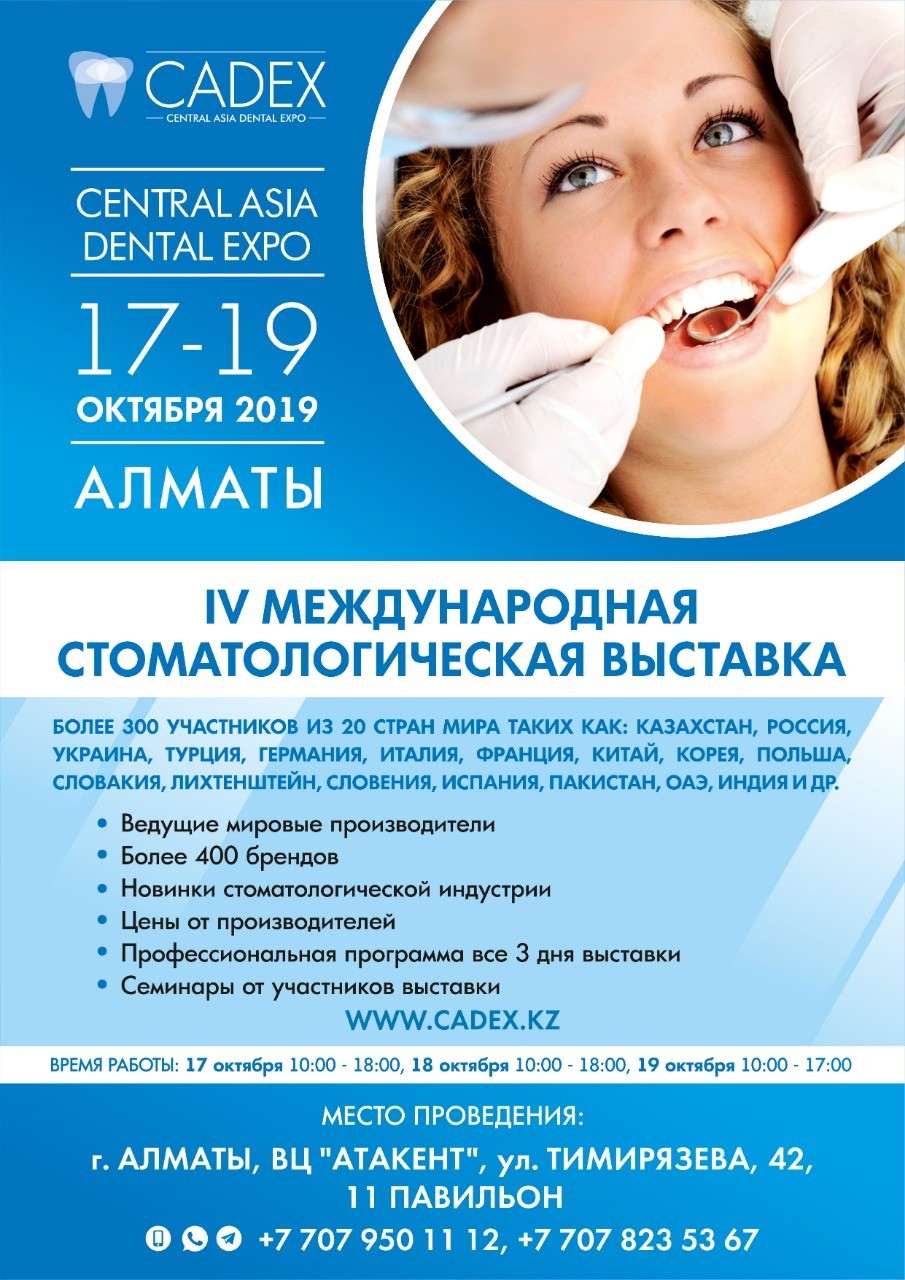 CADEX
CENTRAL ASIA DENTAL EXPO
CENTRAL ASIA
DENTAL EXPO
17-19
ОКТЯБРЯ 2019
АЛМАТЫ
IV МЕЖДУНАРОДНАЯ
СТОМАТОЛОГИЧЕСКАЯ ВЫСТАВКА
БОЛЕЕ 300 УЧАСТНИКОВ ИЗ 20 СТРАН МИРА ТАКИХ КАК: КАЗАХСТАН, РОССИЯ,
УКРАИНА, ТУРЦИЯ, ГЕРМАНИЯ, ИТАЛИЯ, ФРАНЦИЯ, КИТАЙ, КОРЕЯ, ПОЛЬША,
СЛОВАКИЯ, ЛИХТЕНШТЕЙН, СЛОВЕНИЯ, ИСПАНИЯ, ПАКИСТАН, ОАЭ, ИНДИЯ И ДР.
• Ведущие мировые производители
• Более 400 брендов
• Новинки стоматологической индустрии
• Цены от производителей
• Профессиональная программа все 3 дня выставки
• Семинары от участников выставки
WWW.CADEX.KZ
ВРЕМЯ РАБОТЫ: 17 октября 10:00 - 18:00, 18 октября 10:00 - 18:00, 19 октября 10:00 - 17:00
МЕСТО ПРОВЕДЕНИЯ:
г. АЛМАТЫ, ВЦ "АТАКЕНТ", ул. ТИМИРЯЗЕВА, 42,
11 ПАВИЛЬОН
+7 707 950 11 12, +7 707 823 53 67